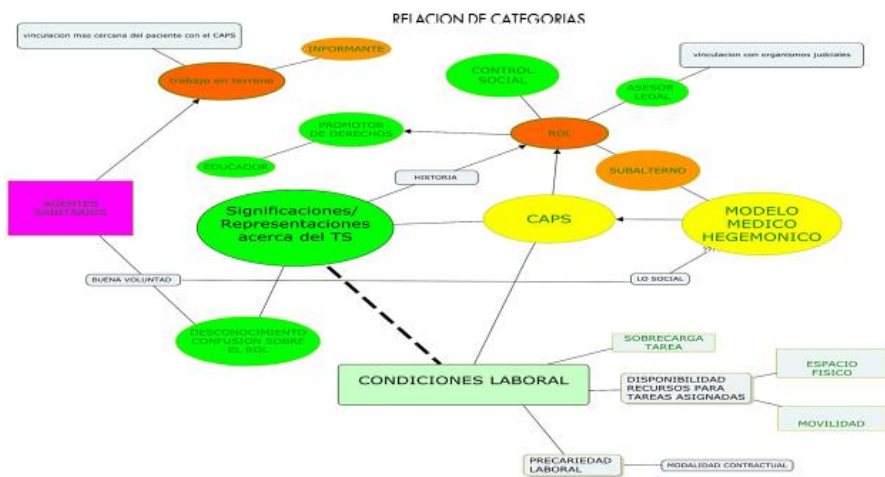 RELACION DE CATEGORIAS
vinculacion mas cercana del paciente con el CAPS
INFORMANTE
trabajo en terreno
CONTROL
SOCIAL
vinculacion con organismos judiciales
ASESOR
LEGAL
PROMOTOR
DE DERECHOS
ROL
EDUCADOR
HISTORIA
SUBALTERNO
AGENTES
SANITARIOS
Significaciones/
Representaciones
acerca del TS
CAPS
MODELO
MEDICO
HEGEMONICO
BUENA VOLUNTAD
LO SOCIAL
DESCONOCIMIENTO
CONFUSION SOBRE
EL ROL
SOBRECARGA
TAREA
CONDICIONES LABORAL
DISPONIBILIDAD
RECURSOS PARA
TAREAS ASIGNADAS
ESPACIO
FISICO
MOVILIDAD
PRECARIEDAD
LABORAL
MODALIDAD CONTRACTUAL